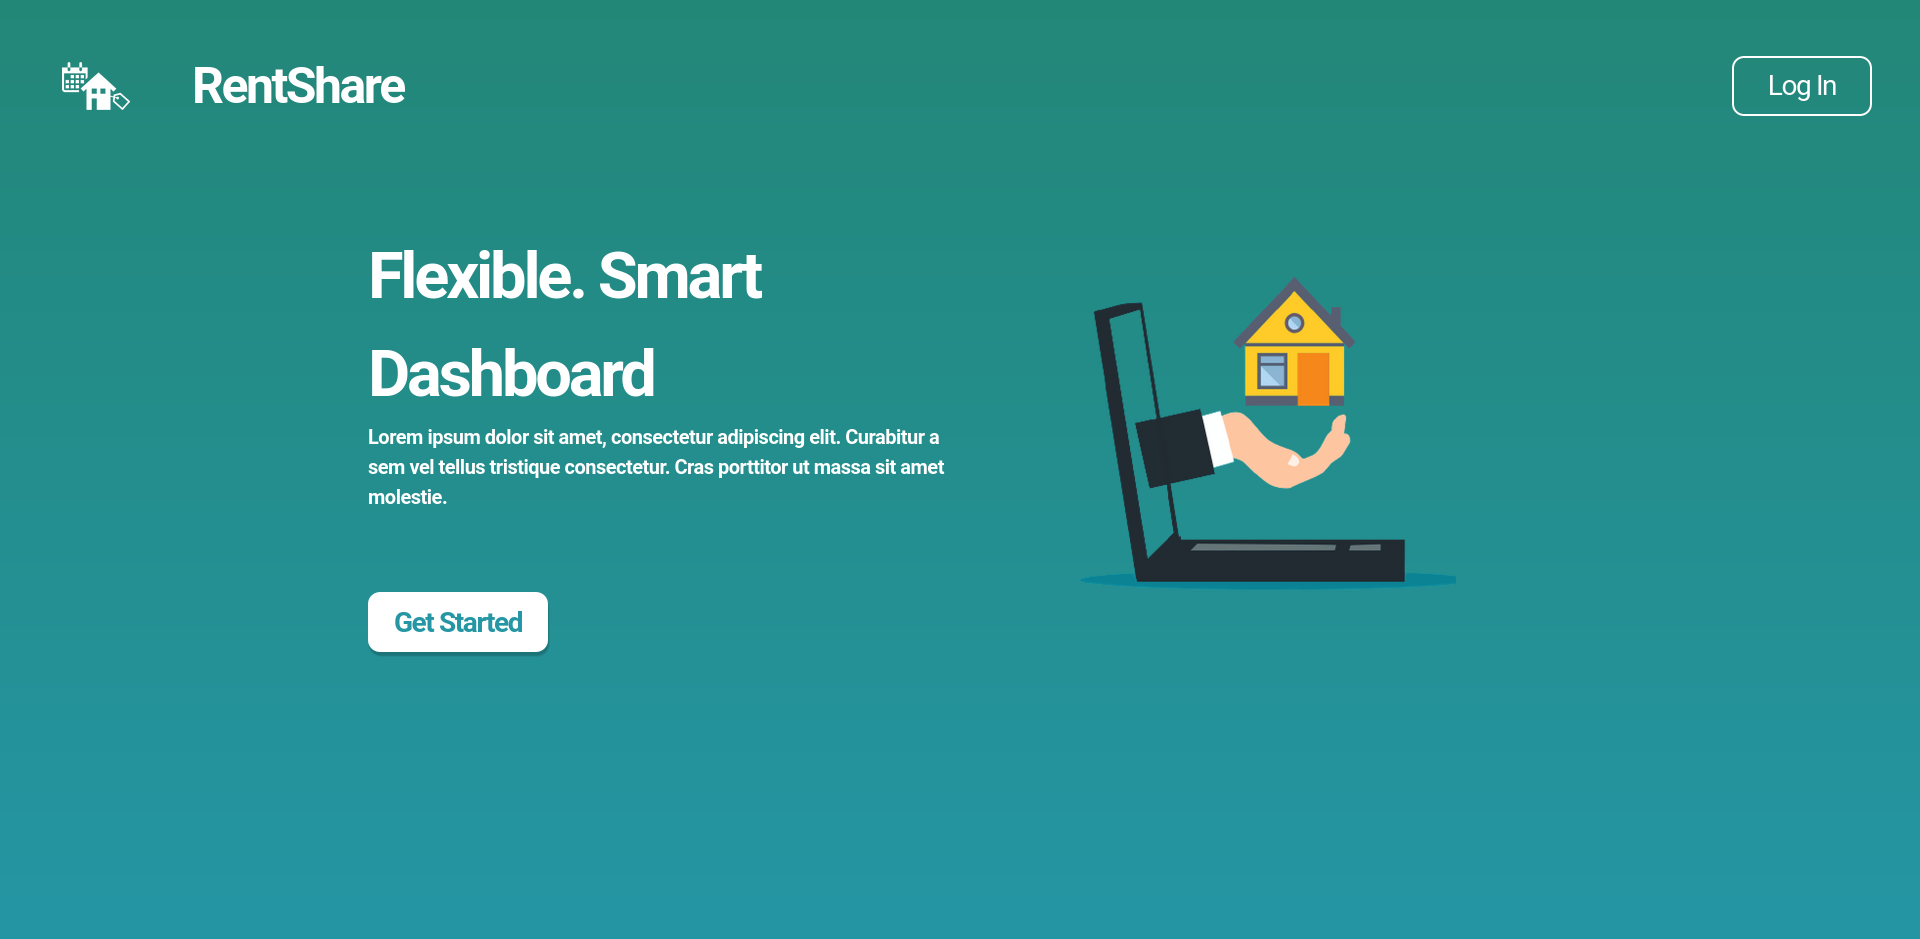 RentShare
Log In
Flexible. Smart
Dashboard
Lorem ipsum dolor sit amet, consectetur adipiscing elit. Curabitur a
sem vel tellus tristique consectetur. Cras porttitor ut massa sit amet
molestie.
Get Started